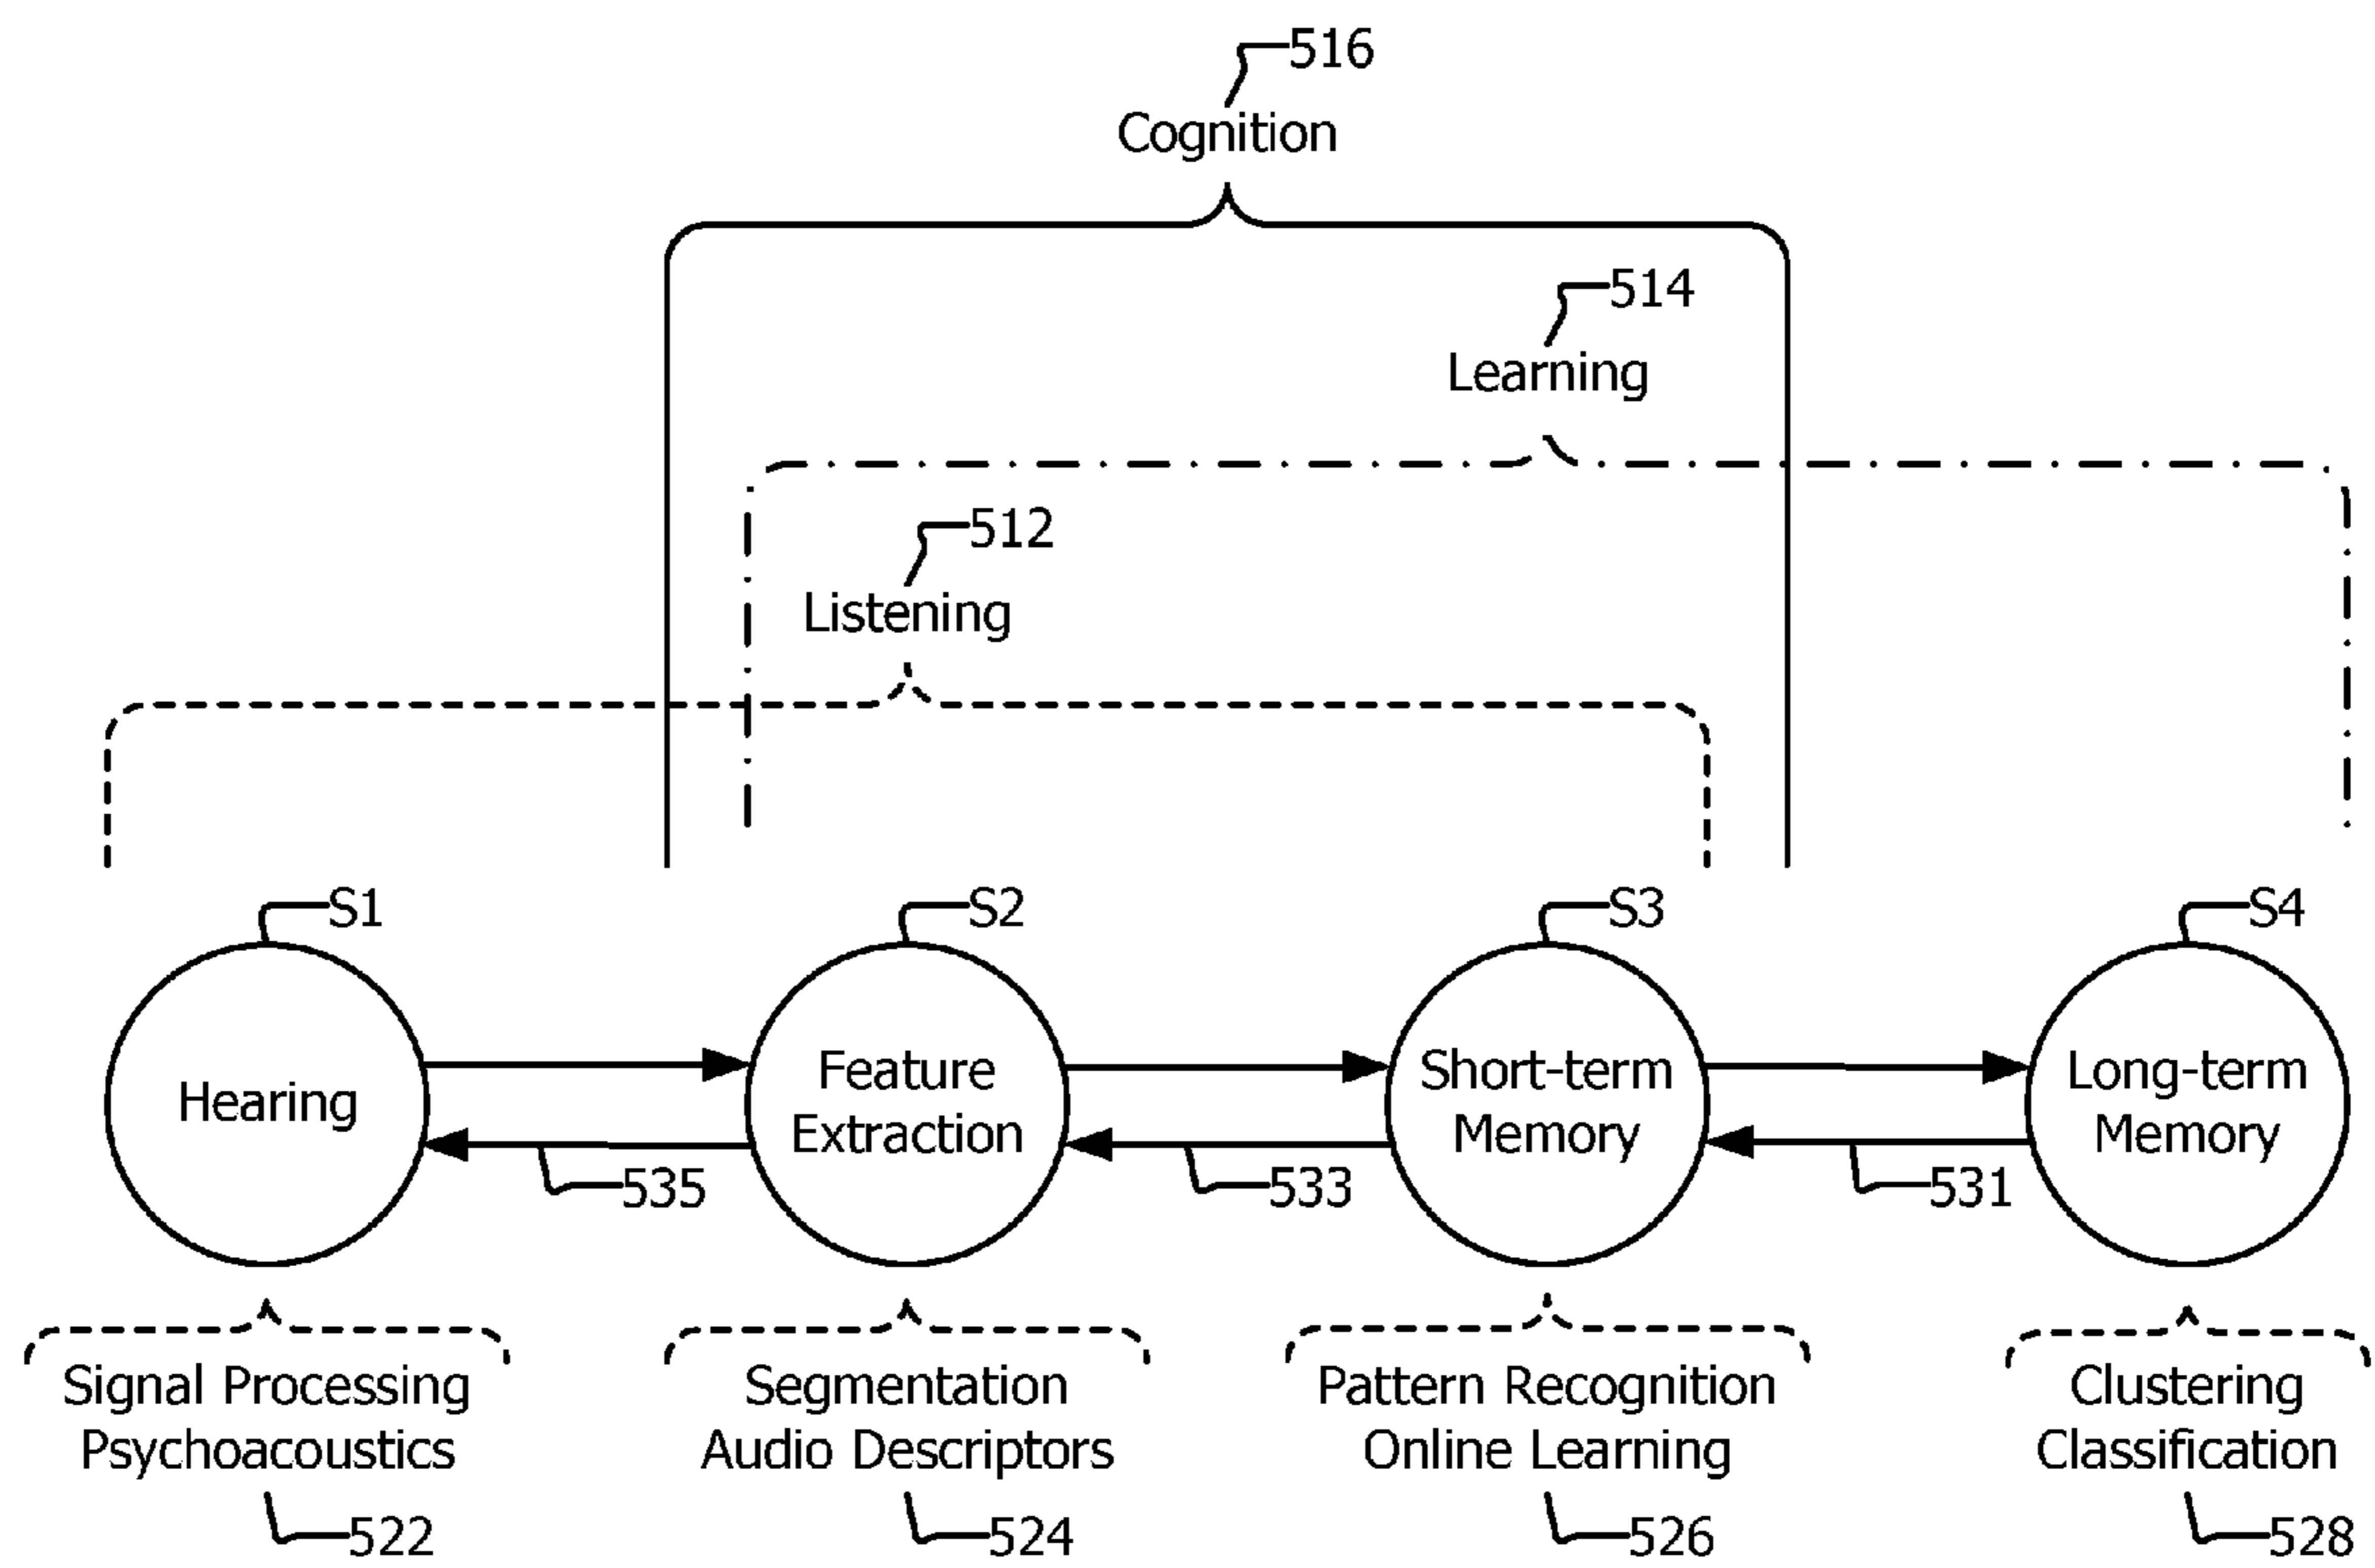 516
Cognition
514
Learning
512
Listening
S1
S2
S3
S4
Hearing
Feature
Extraction
Short-term
Memory
Long-term
Memory
535
533
531
Signal Processing
Psychoacoustics
Segmentation
Audio Descriptors
Pattern Recognition
Online Learning
Clustering
Classification
522
524
526
528